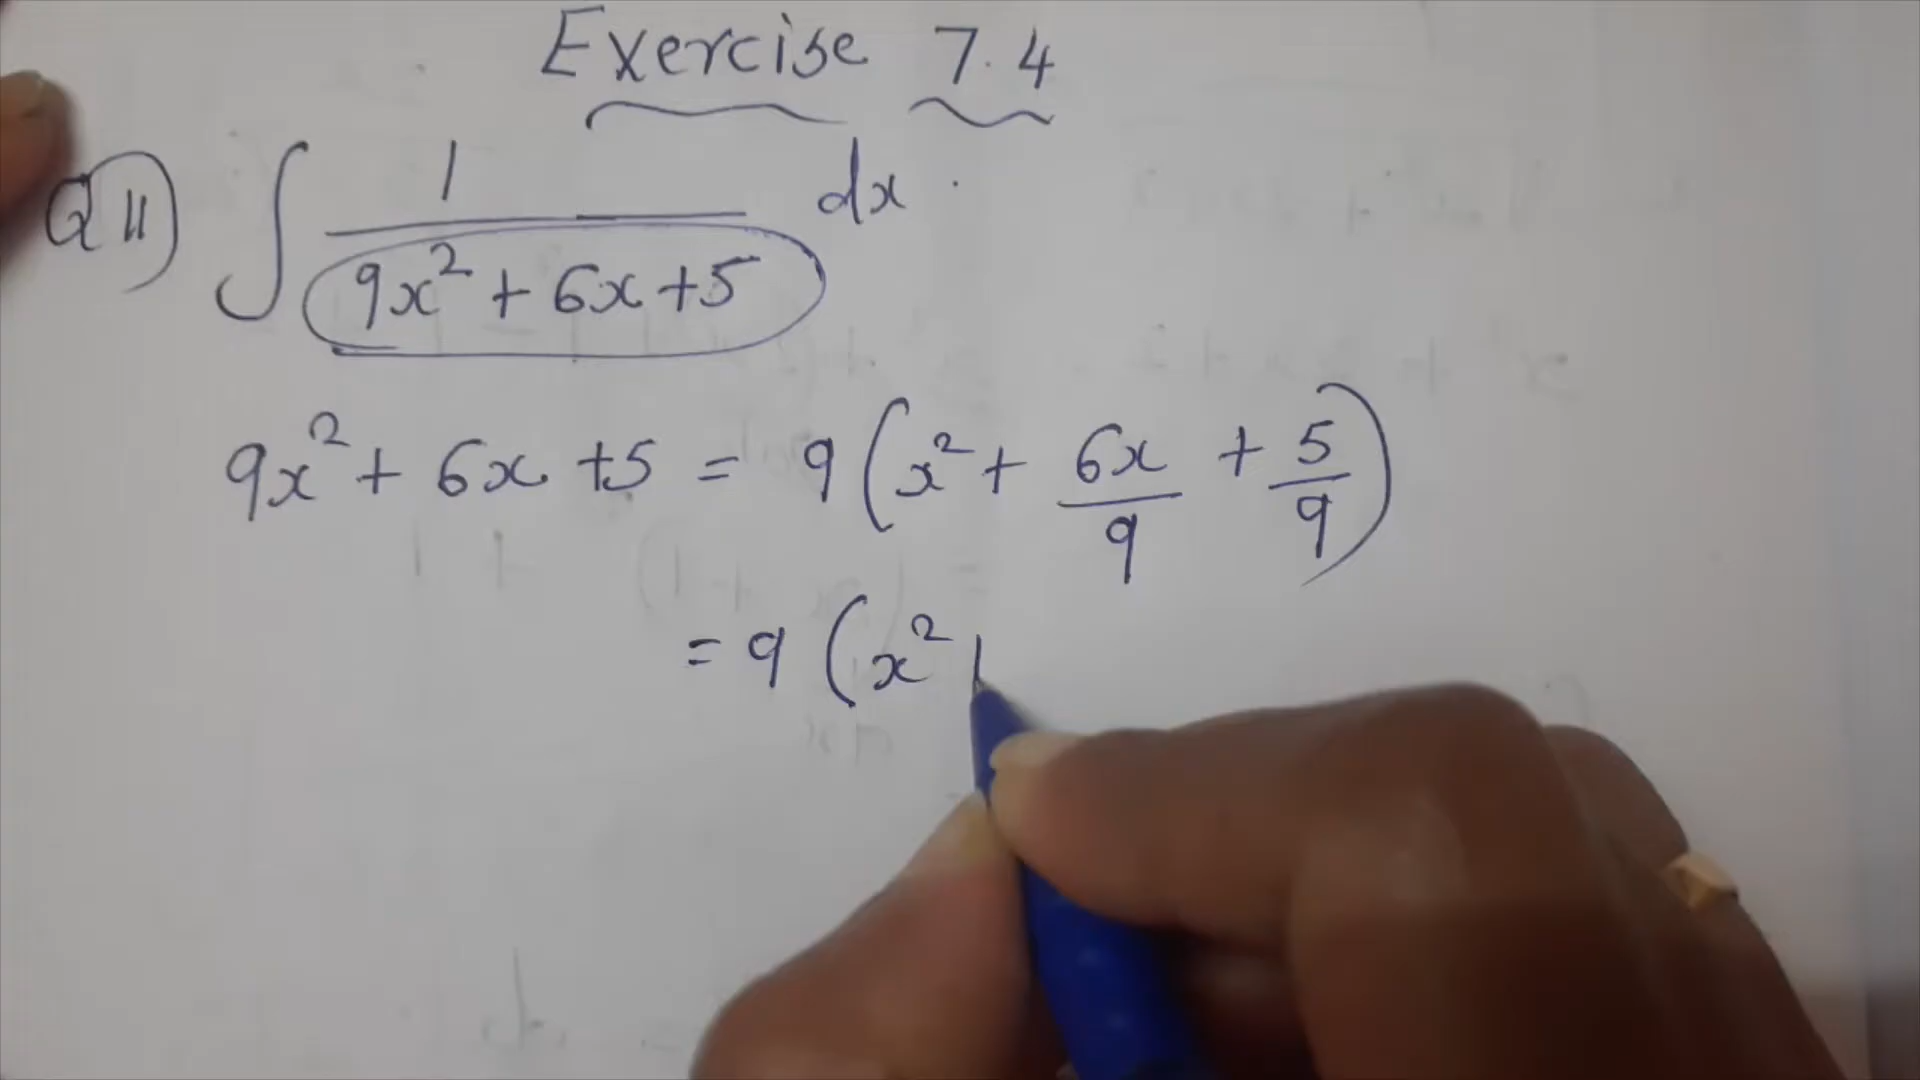 Exercise 7.4
Q11) ∫ 1/(9x² + 6x + 5) dx.
9x² + 6x + 5 = 9(x² + 6x/9 + 5/9)
= 9(x²